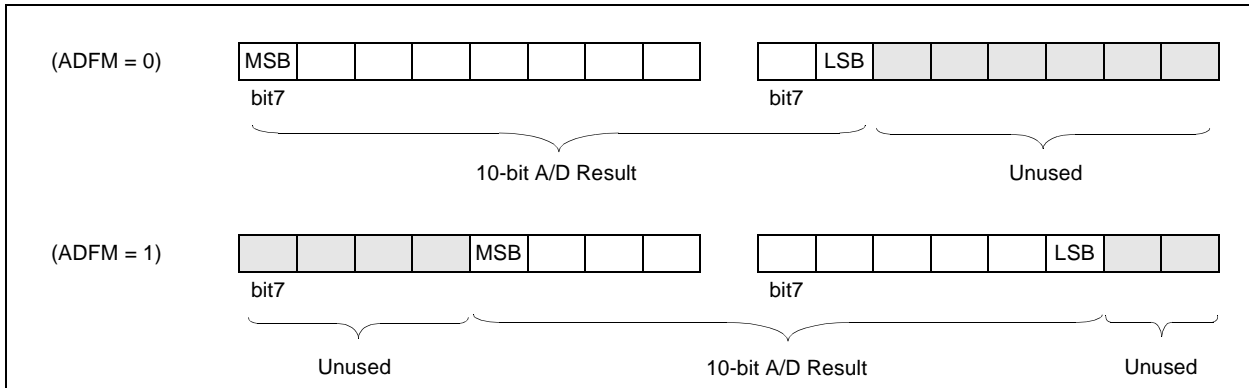 (ADFM = 0)
MSB
LSB
bit7
bit7
10-bit A/D Result
Unused
(ADFM = 1)
MSB
LSB
bit7
bit7
Unused
10-bit A/D Result
Unused